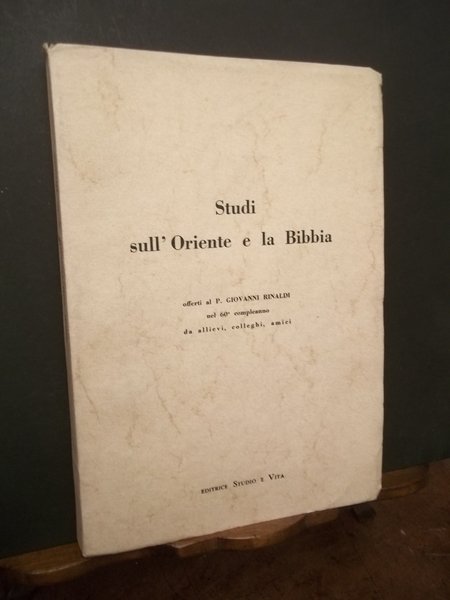 Studi
sull'Oriente e la Bibbia
offerti al P. GIOVANNI RINALDI
nel 60º compleanno
da allievi, colleghi, amici
EDITRICE STUDIO E VITA